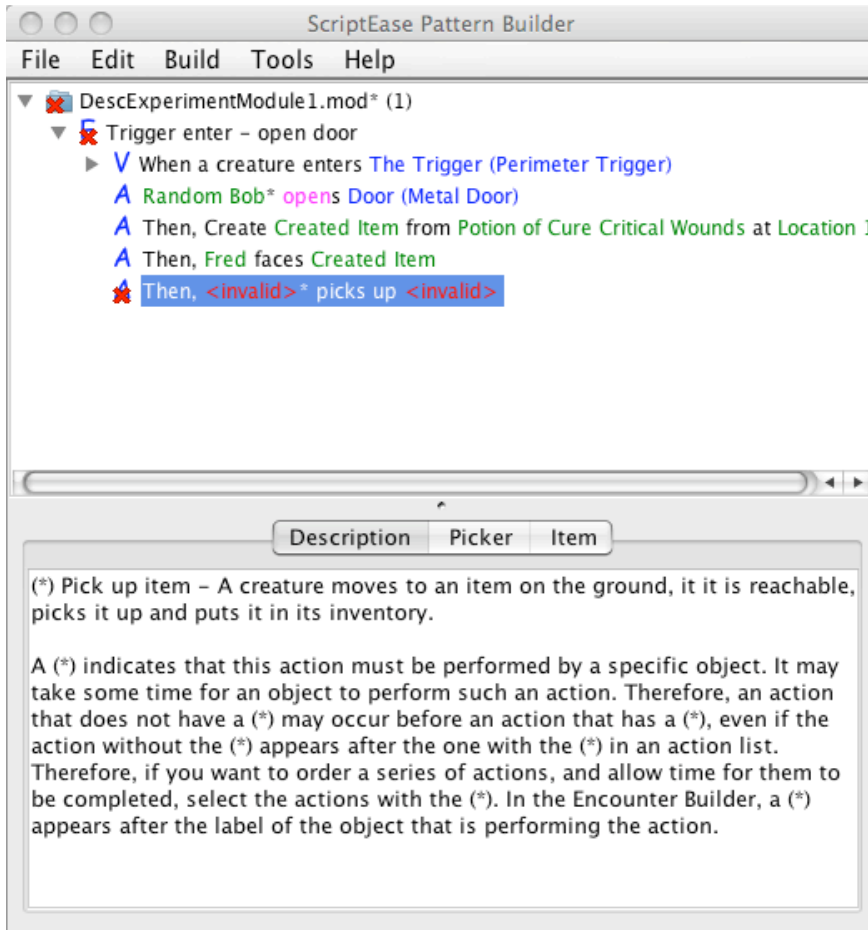 ScriptEase Pattern Builder
File Edit Build Tools Help
DescExperimentModule1.mod* (1)
E Trigger enter – open door
V When a creature enters The Trigger (Perimeter Trigger)
A Random Bob* opens Door (Metal Door)
A Then, Create Created Item from Potion of Cure Critical Wounds at Location
A Then, Fred faces Created Item
A Then, <invalid>* picks up <invalid>
Description Picker Item
(*) Pick up item – A creature moves to an item on the ground, it it is reachable,
picks it up and puts it in its inventory.
A (*) indicates that this action must be performed by a specific object. It may
take some time for an object to perform such an action. Therefore, an action
that does not have a (*) may occur before an action that has a (*), even if the
action without the (*) appears after the one with the (*) in an action list.
Therefore, if you want to order a series of actions, and allow time for them to
be completed, select the actions with the (*). In the Encounter Builder, a (*)
appears after the label of the object that is performing the action.